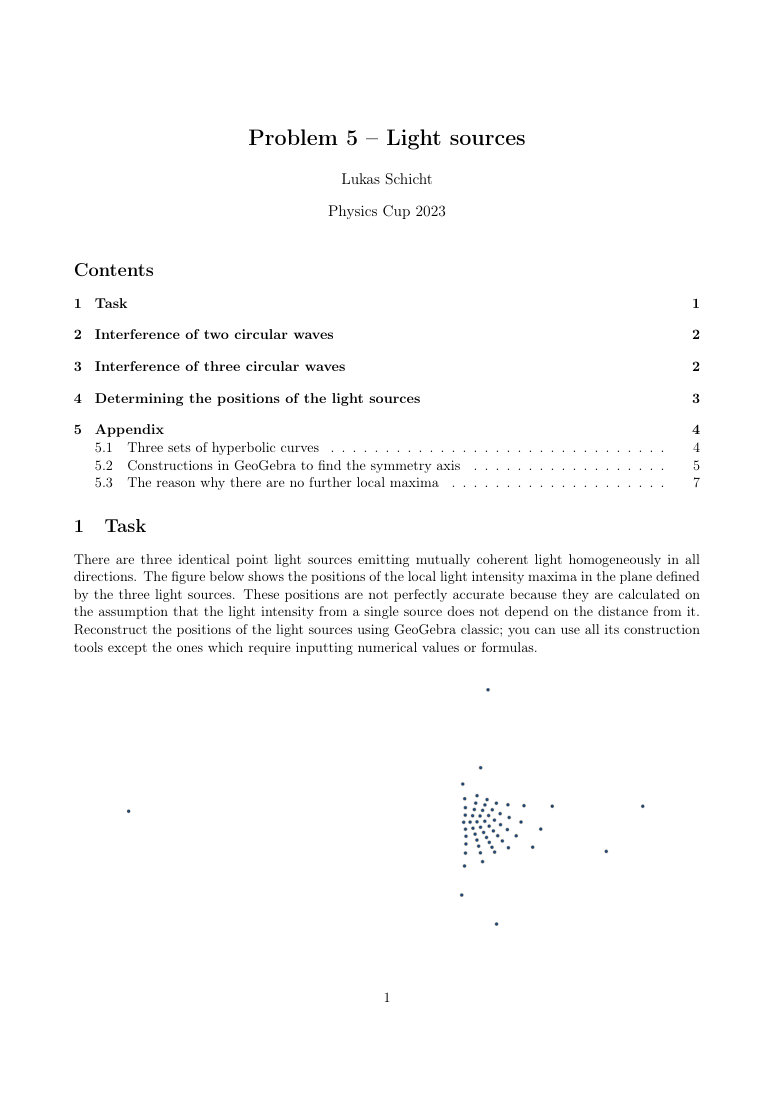 Problem 5 – Light sources
Lukas Schicht
Physics Cup 2023
Contents
1 Task 1
2 Interference of two circular waves 2
3 Interference of three circular waves 2
4 Determining the positions of the light sources 3
5 Appendix 4
5.1 Three sets of hyperbolic curves . . . . . . . . . . . . . . . . . . . . . . . . . . . . . . . 4
5.2 Constructions in GeoGebra to find the symmetry axis . . . . . . . . . . . . . . . . . . 5
5.3 The reason why there are no further local maxima . . . . . . . . . . . . . . . . . . . . 7
1 Task
There are three identical point light sources emitting mutually coherent light homogeneously in all
directions. The figure below shows the positions of the local light intensity maxima in the plane defined
by the three light sources. These positions are not perfectly accurate because they are calculated on
the assumption that the light intensity from a single source does not depend on the distance from it.
Reconstruct the positions of the light sources using GeoGebra classic; you can use all its construction
tools except the ones which require inputting numerical values or formulas.
1